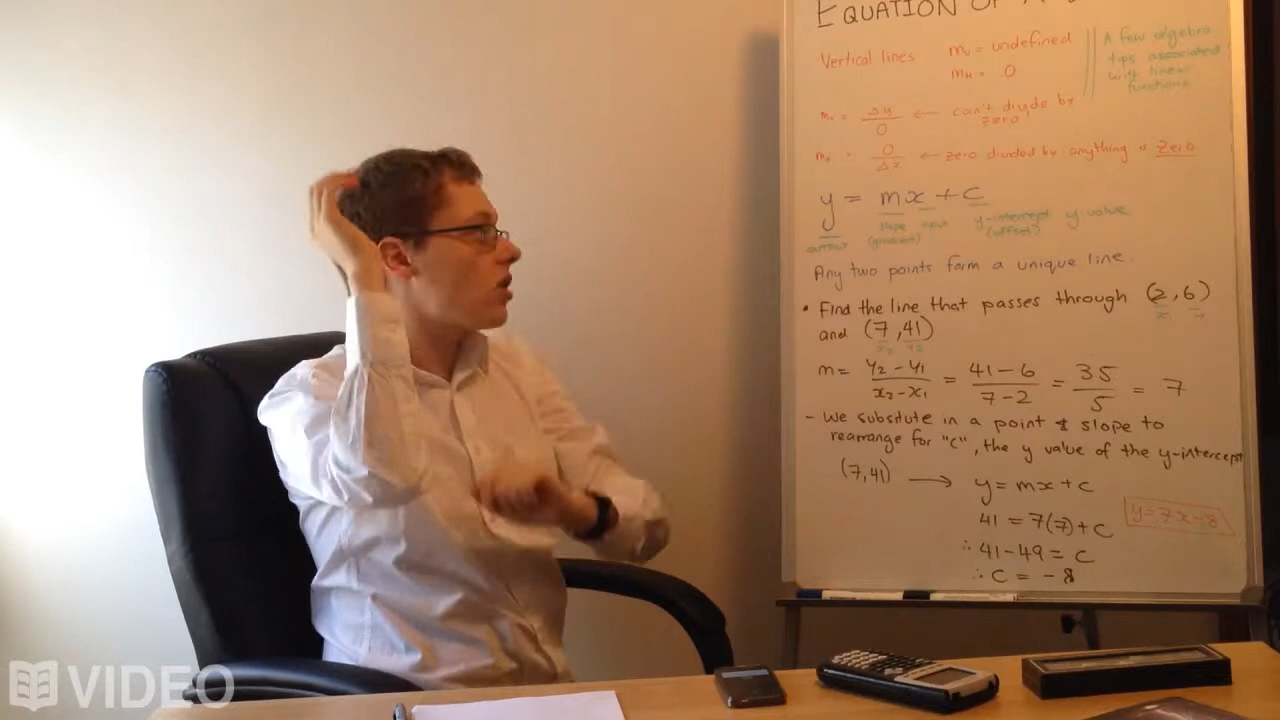 EQUATION OF A
Vertical lines mv = undefined
mH = 0
A few algebra
tips associated
with linear
functions
mv = Δy/0 ← can't divide by
zero
mH = 0/Δx ← zero divided by anything is zero
y = mx + c
output slope input y-intercept y value
(gradient) (offset)
Any two points form a unique line.
• Find the line that passes through (2,6)
x1 y1
and (7,41)
x2 y2
m = y2 - y1/x2 - x1 = 41 - 6/7 - 2 = 35/5 = 7
- We substitute in a point & slope to
rearrange for "c", the y value of the y-intercept
(7,41) → y = mx + c
41 = 7(7) + c
y = 7x - 8
∴ 41 - 49 = c
∴ c = -8
VIDEO